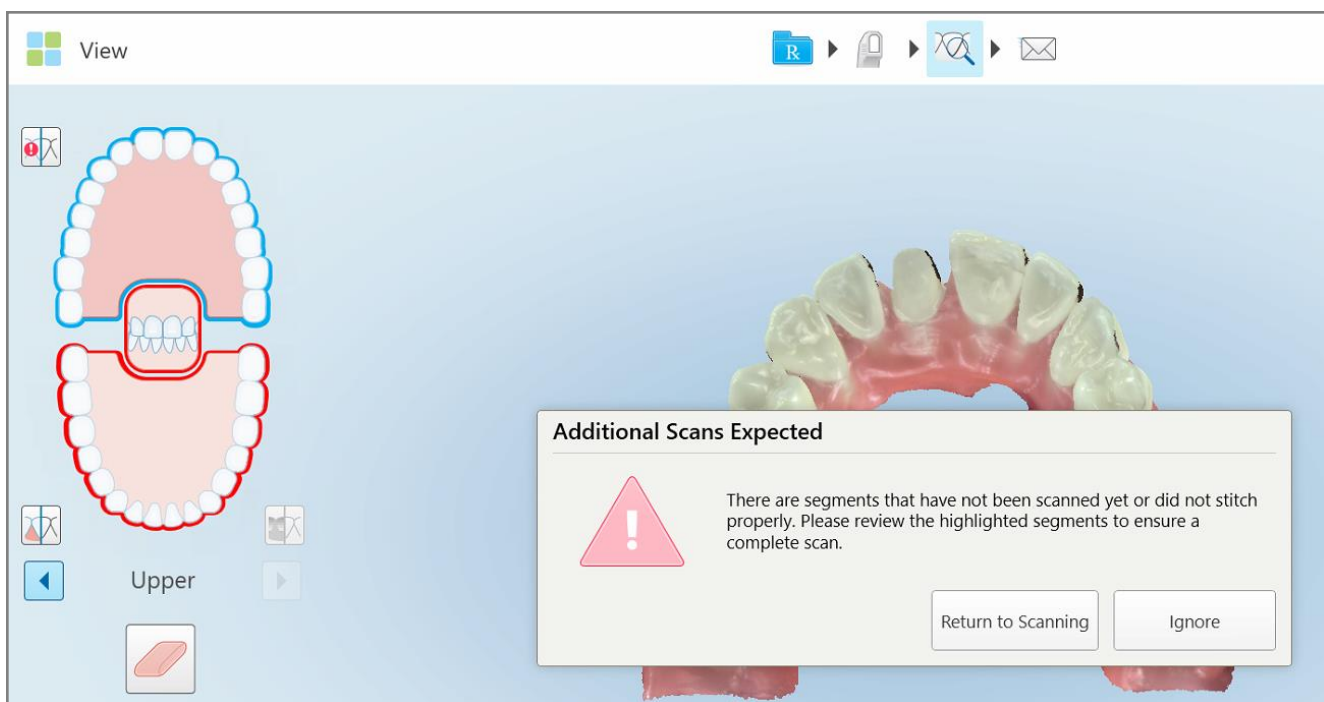 View
R
Additional Scans Expected
There are segments that have not been scanned yet or did not stitch
properly. Please review the highlighted segments to ensure a
complete scan.
Upper
Return to Scanning
Ignore